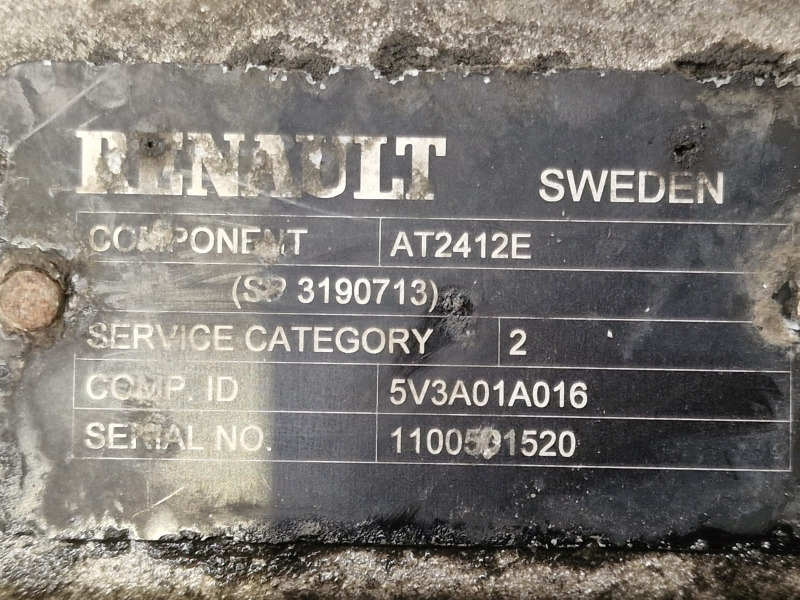 RENAULT SWEDEN
COMPONENT AT2412E
(SP 3190713)
SERVICE CATEGORY 2
COMP. ID 5V3A01A016
SERIAL NO.